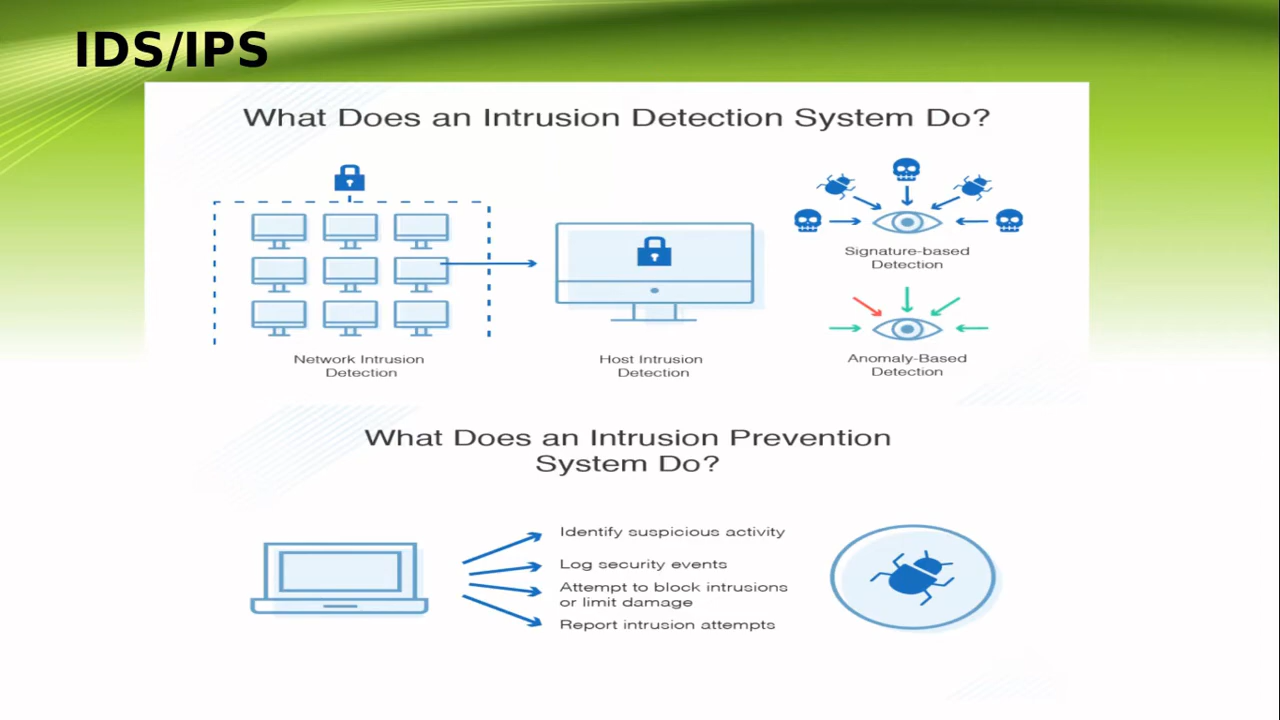 IDS/IPS
What Does an Intrusion Detection System Do?
Signature-based
Detection
Network Intrusion
Detection
Host Intrusion
Detection
Anomaly-Based
Detection
What Does an Intrusion Prevention
System Do?
Identify suspicious activity
Log security events
Attempt to block intrusions
or limit damage
Report intrusion attempts